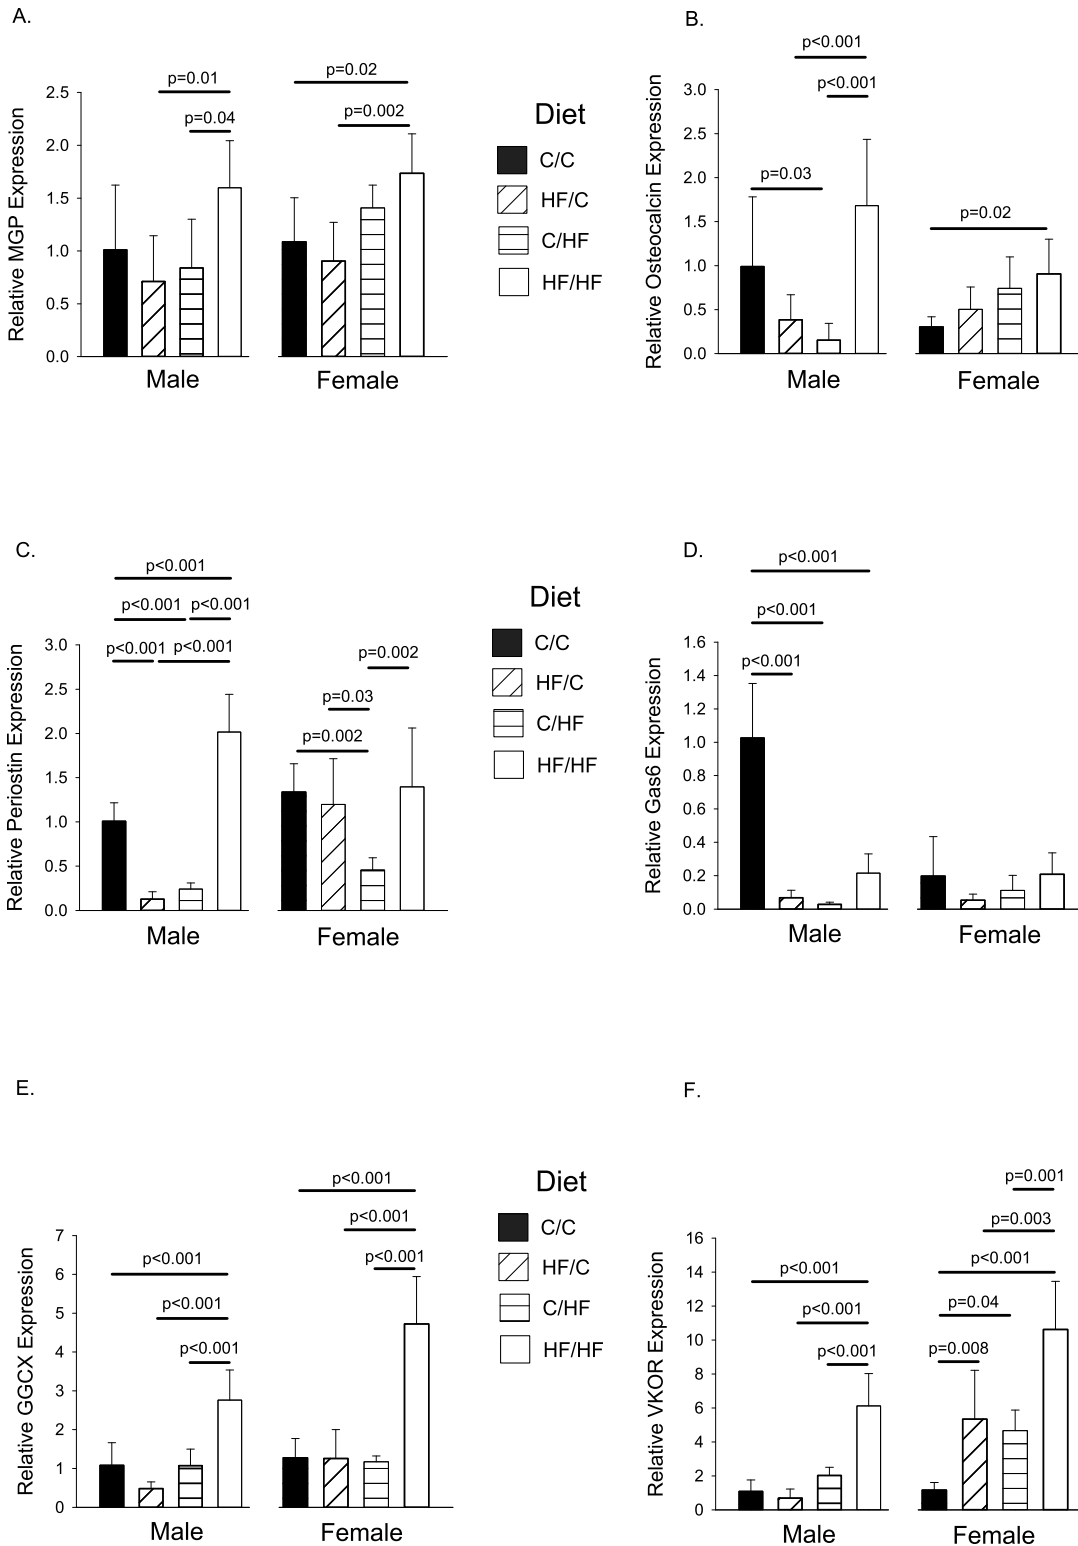 A.
p=0.01
p=0.04
p=0.02
p=0.002
2.5
2.0
1.5
1.0
0.5
0.0
Relative MGP Expression
Male
Female
Diet
C/C
HF/C
C/HF
HF/HF
B.
p<0.001
p<0.001
p=0.03
p=0.02
3.0
2.5
2.0
1.5
1.0
0.5
0.0
Relative Osteocalcin Expression
Male
Female
C.
p<0.001
p<0.001
p<0.001
p<0.001
p<0.001
p=0.002
p=0.03
p=0.002
3.0
2.5
2.0
1.5
1.0
0.5
0.0
Relative Periostin Expression
Male
Female
Diet
C/C
HF/C
C/HF
HF/HF
D.
p<0.001
p<0.001
p<0.001
1.6
1.4
1.2
1.0
0.8
0.6
0.4
0.2
0.0
Relative Gas6 Expression
Male
Female
E.
p<0.001
p<0.001
p<0.001
p<0.001
p<0.001
p<0.001
7
6
5
4
3
2
1
0
Relative GGCX Expression
Male
Female
Diet
C/C
HF/C
C/HF
HF/HF
F.
p<0.001
p<0.001
p<0.001
p=0.001
p=0.003
p<0.001
p=0.04
p=0.008
16
14
12
10
8
6
4
2
0
Relative VKOR Expression
Male
Female